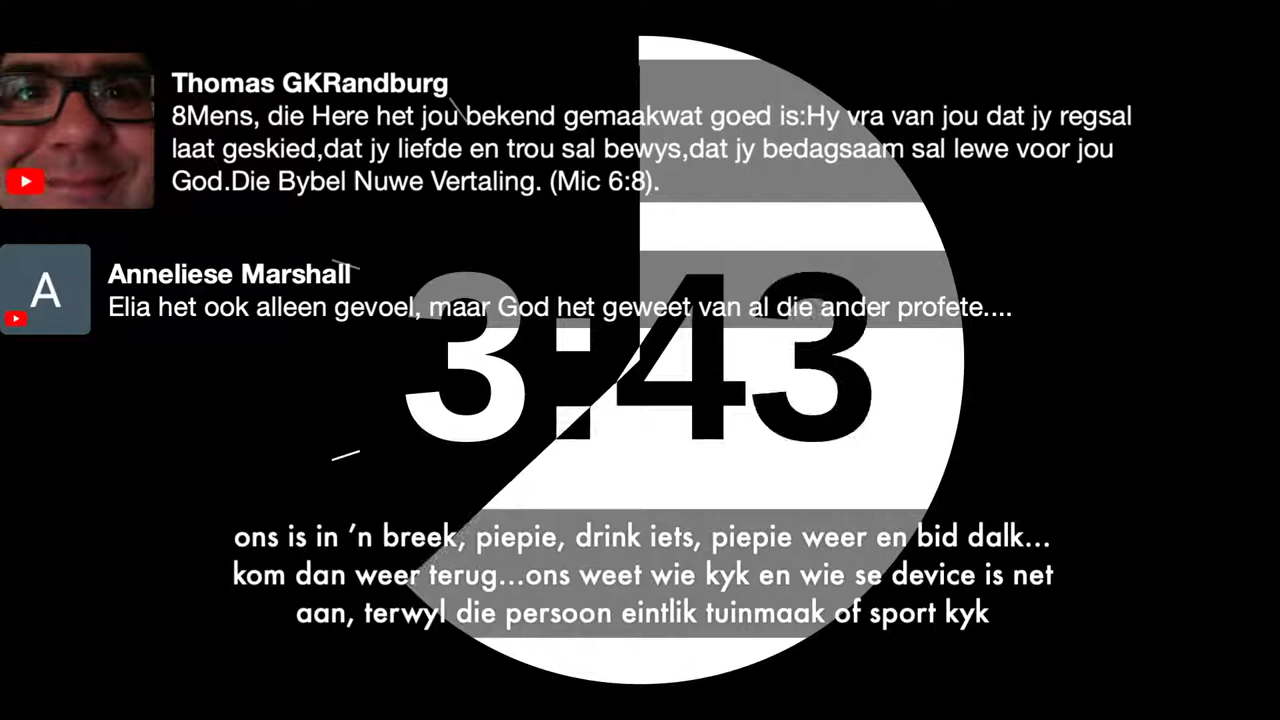 Thomas GKRandburg
8Mens, die Here het jou bekend gemaakwat goed is:Hy vra van jou dat jy regsal
laat geskied,dat jy liefde en trou sal bewys,dat jy bedagsaam sal lewe voor jou
God.Die Bybel Nuwe Vertaling. (Mic 6:8).
A
Anneliese Marshall
Elia het ook alleen gevoel, maar God het geweet van al die ander profete....
3:43
ons is in ’n breek, piepie, drink iets, piepie weer en bid dalk...
kom dan weer terug...ons weet wie kyk en wie se device is net
aan, terwyl die persoon eintlik tuinmaak of sport kyk